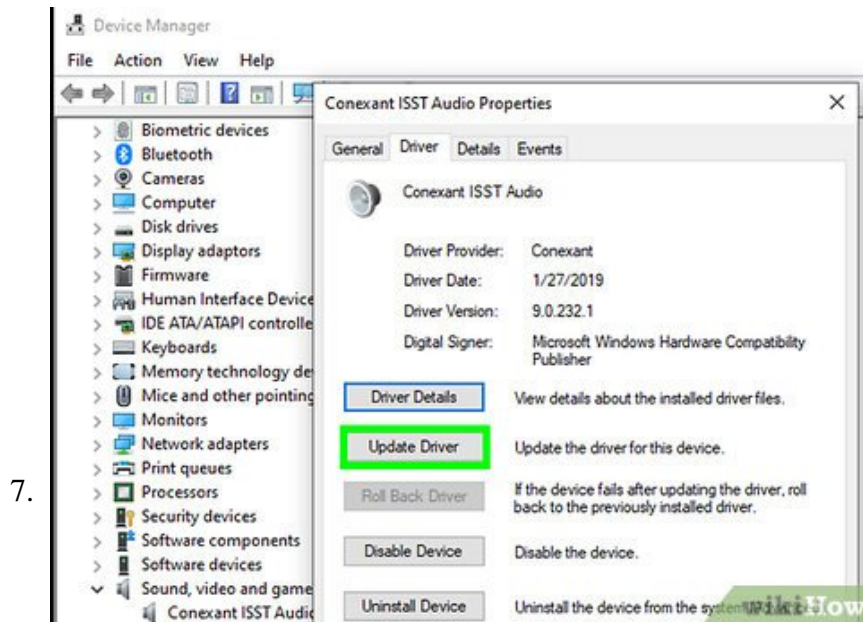 Device Manager
File Action View Help
Conexant ISST Audio Properties
General Driver Details Events
Biometric devices
Bluetooth
Cameras
Computer
Disk drives
Display adaptors
Firmware
Human Interface Device
IDE ATA/ATAPI controlle
Keyboards
Memory technology de
Mice and other pointing
Monitors
Network adapters
Print queues
Processors
Security devices
Software components
Software devices
Sound, video and game
Conexant ISST Audio
Conexant ISST Audio
Driver Provider: Conexant
Driver Date: 1/27/2019
Driver Version: 9.0.232.1
Digital Signer: Microsoft Windows Hardware Compatibility
Publisher
Driver Details View details about the installed driver files.
Update Driver Update the driver for this device.
Roll Back Driver If the device fails after updating the driver, roll
back to the previously installed driver.
Disable Device Disable the device.
Uninstall Device Uninstall the device from the system
wikiHow
7.